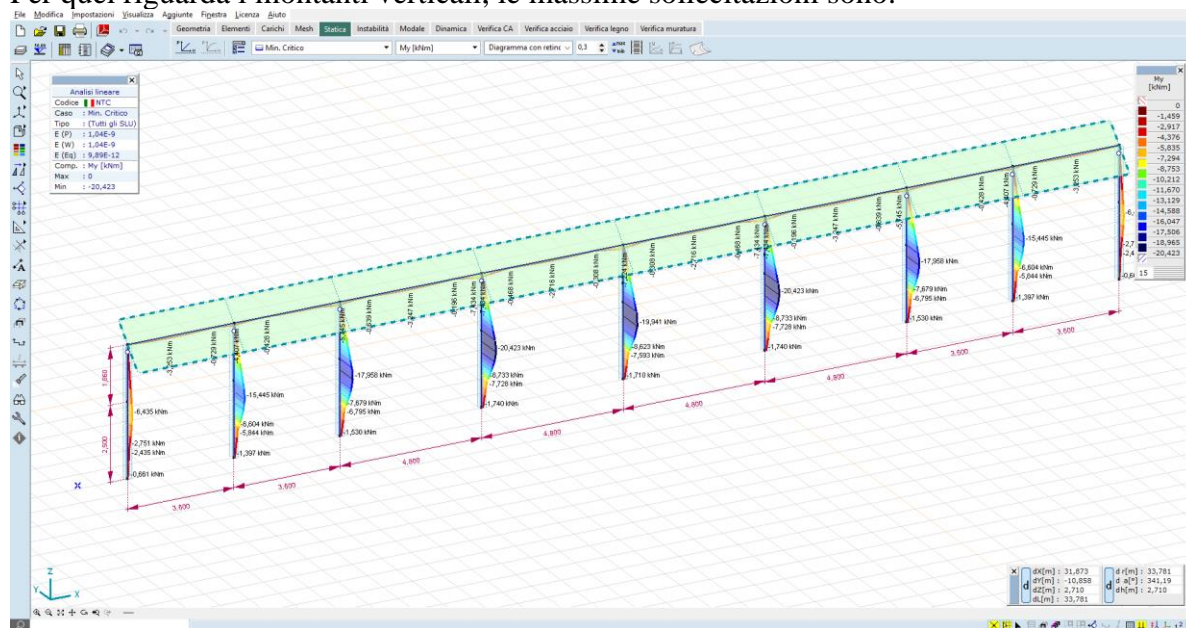 Per quel riguarda i montanti verticali, le massime sollecitazioni sono:
File Modifica Impostazioni Visualizza Aggiunte Finestra Licenza Aiuto
Geometria Elementi Carichi Mesh Statica Instabilità Modale Dinamica Verifica CA Verifica acciaio Verifica legno Verifica muratura
Min. Critico My [kNm] Diagramma con retino 0,3
Analisi lineare
Codice NTC
Caso : Min. Critico
Tipo : (Tutti gli SLU)
E (P) : 1,04E-9
E (W) : 1,04E-9
E (Eq) : 9,89E-12
Comp. : My [kNm]
Max : 0
Min : -20,423
My
[kNm]
0
-1,459
-2,917
-4,376
-5,835
-7,294
-8,753
-10,212
-11,670
-13,129
-14,588
-16,047
-17,506
-18,965
-20,423
15
-6,435 kNm
-2,751 kNm
-2,435 kNm
-0,661 kNm
-15,445 kNm
-6,604 kNm
-5,844 kNm
-1,397 kNm
-17,958 kNm
-7,679 kNm
-6,795 kNm
-1,530 kNm
-20,423 kNm
-8,733 kNm
-7,728 kNm
-1,740 kNm
-19,941 kNm
-8,623 kNm
-7,593 kNm
-1,710 kNm
-20,423 kNm
-8,733 kNm
-7,728 kNm
-1,740 kNm
-17,958 kNm
-7,679 kNm
-6,795 kNm
-1,530 kNm
-15,445 kNm
-6,604 kNm
-5,844 kNm
-1,397 kNm
1,860
2,500
3,600
3,600
4,800
4,800
4,800
4,800
3,600
3,600
Z
Y
X
x
dX[m] : 31,873
dY[m] : -10,858
dZ[m] : 2,710
dL[m] : 33,781
d
d r[m] : 33,781
d a[°] : 341,19
dh[m] : 2,710
d